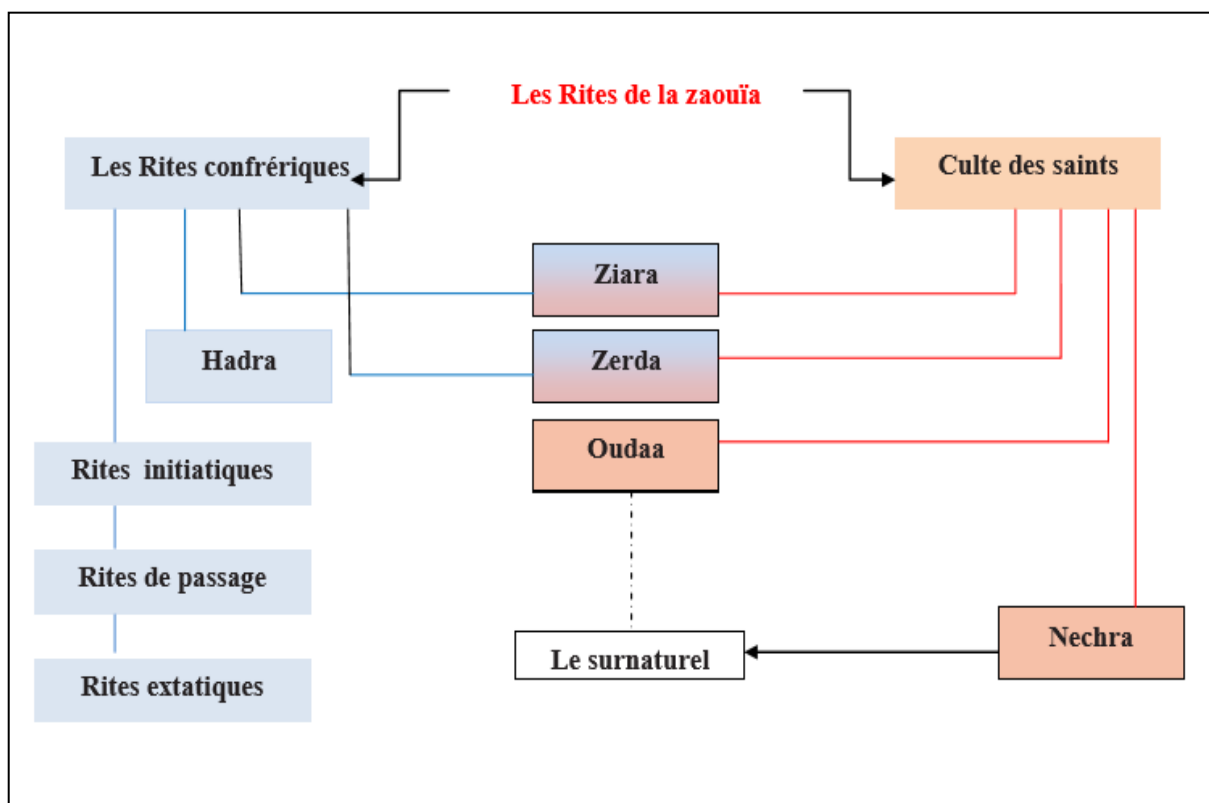 Les Rites de la zaouïa
Les Rites confrériques
Culte des saints
Ziara
Hadra
Zerda
Oudaa
Rites initiatiques
Rites de passage
Nechra
Le surnaturel
Rites extatiques